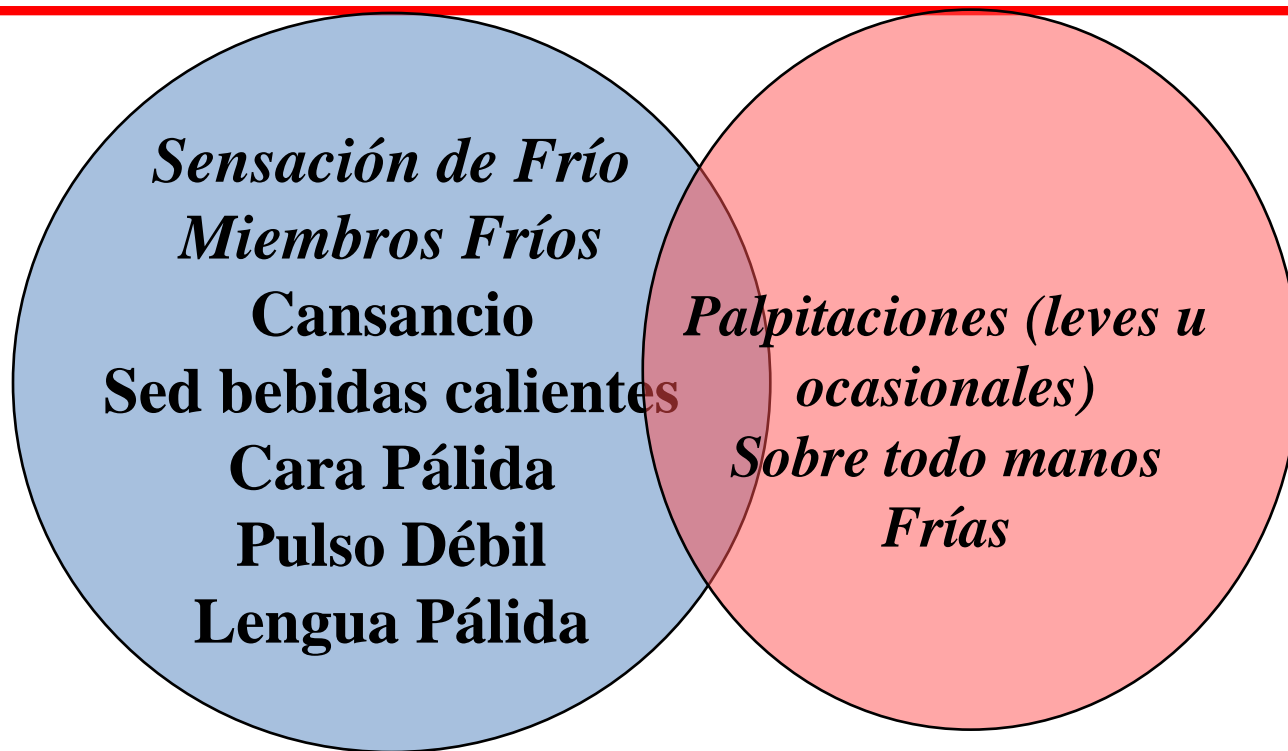 Sensación de Frío
Miembros Fríos
Cansancio
Sed bebidas calientes
Cara Pálida
Pulso Débil
Lengua Pálida
Palpitaciones (leves u
ocasionales)
Sobre todo manos
Frías